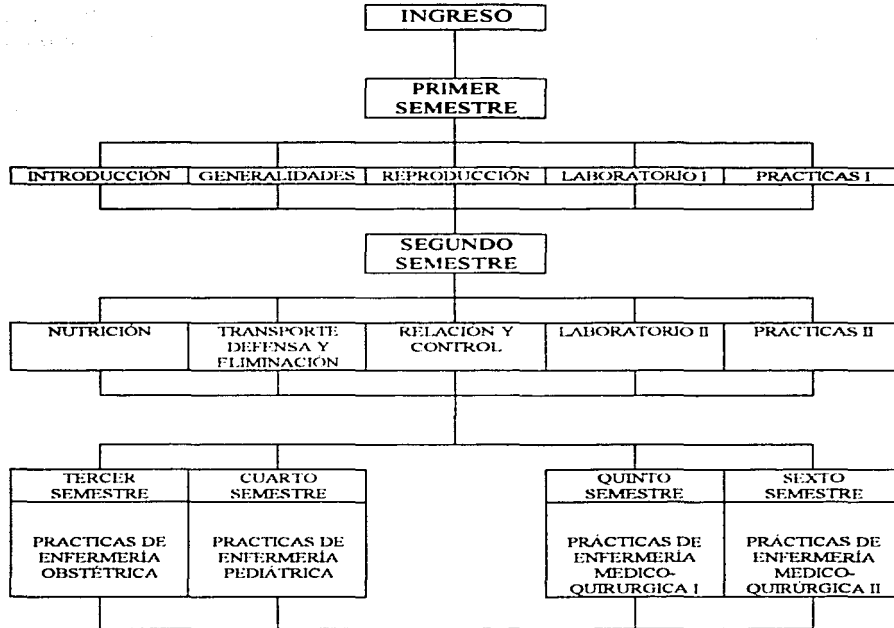 INGRESO
PRIMER
SEMESTRE
INTRODUCCIÓN
GENERALIDADES
REPRODUCCIÓN
LABORATORIO I
PRACTICAS I
SEGUNDO
SEMESTRE
NUTRICIÓN
TRANSPORTE
DEFENSA Y
ELIMINACIÓN
RELACIÓN Y
CONTROL
LABORATORIO II
PRACTICAS II
TERCER
SEMESTRE
PRACTICAS DE
ENFERMERÍA
OBSTÉTRICA
CUARTO
SEMESTRE
PRACTICAS DE
ENFERMERÍA
PEDIÁTRICA
QUINTO
SEMESTRE
PRÁCTICAS DE
ENFERMERÍA
MEDICO-
QUIRURGICA I
SEXTO
SEMESTRE
PRÁCTICAS DE
ENFERMERÍA
MEDICO-
QUIRÚRGICA II